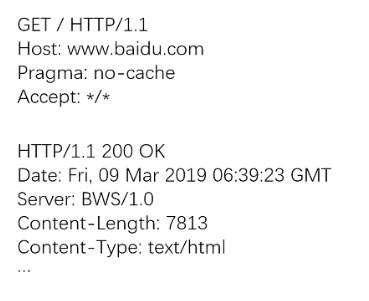 GET / HTTP/1.1
Host: www.baidu.com
Pragma: no-cache
Accept: */*
HTTP/1.1 200 OK
Date: Fri, 09 Mar 2019 06:39:23 GMT
Server: BWS/1.0
Content-Length: 7813
Content-Type: text/html
...